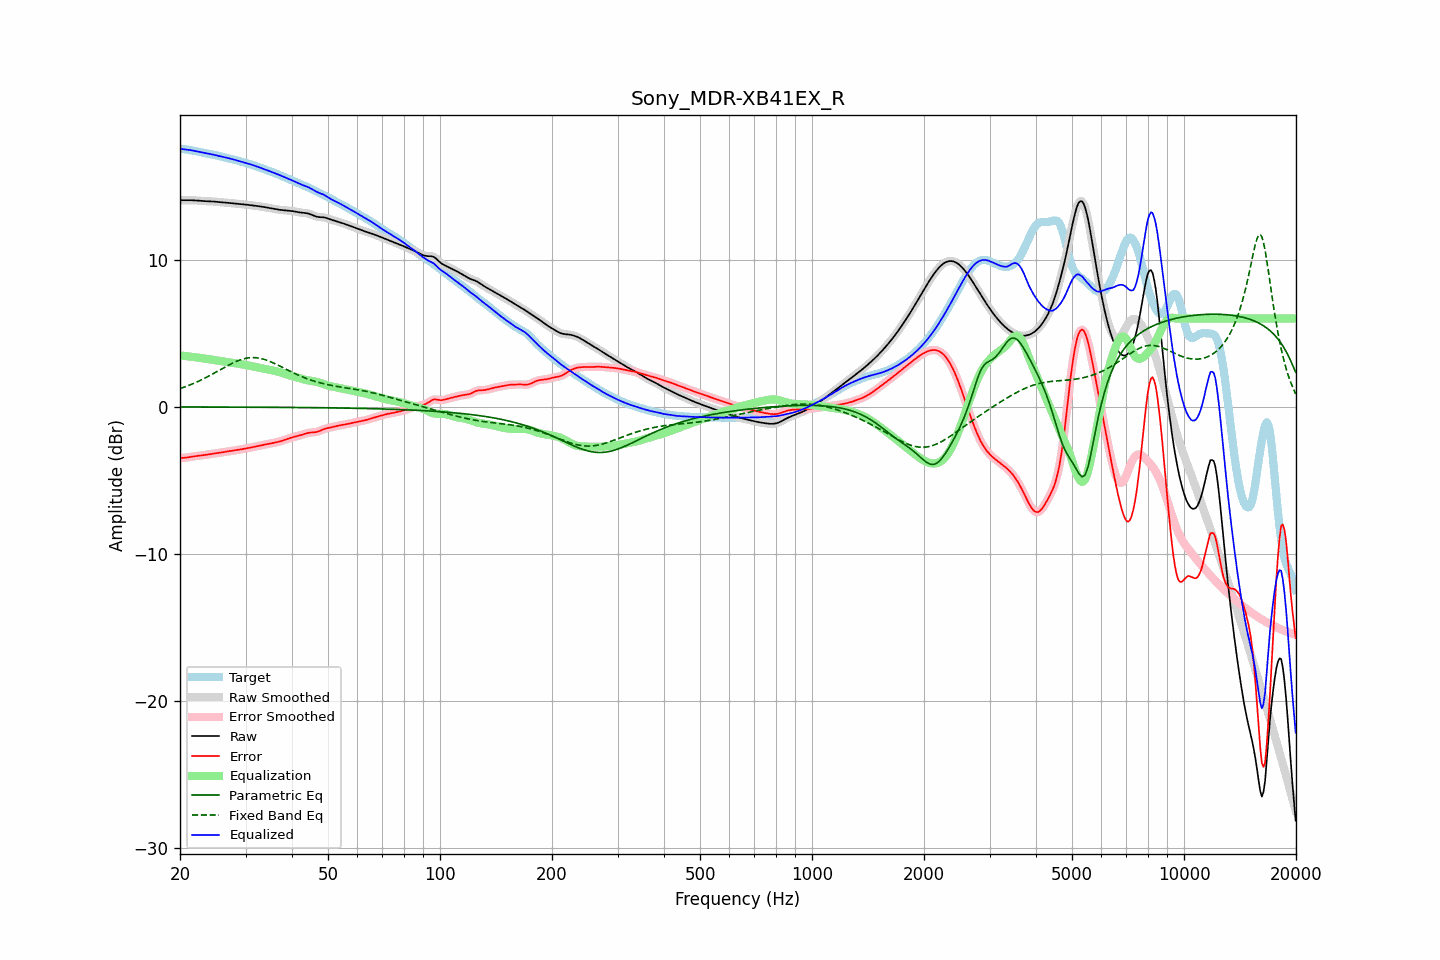 Sony_MDR-XB41EX_R
Amplitude (dBr)
10
0
−10
−20
−30
Target
Raw Smoothed
Error Smoothed
Raw
Error
Equalization
Parametric Eq
Fixed Band Eq
Equalized
20 50 100 200 500 1000 2000 5000 10000 20000
Frequency (Hz)